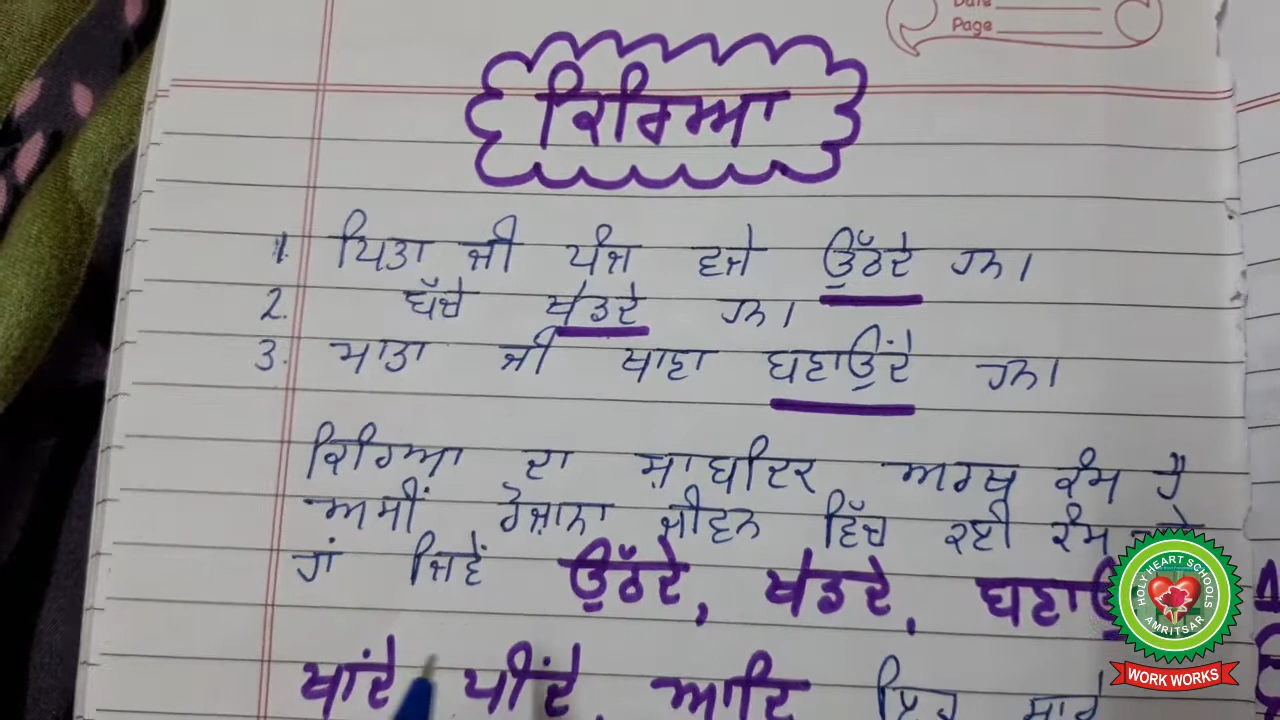 Date
Page
ਕਿਰਿਆ
1. ਪਿਤਾ ਜੀ ਪੰਜ ਵਜੇ ਉੱਠਦੇ ਹਨ।
2. ਬੱਚੇ ਖੇਡਦੇ ਹਨ।
3. ਮਾਤਾ ਜੀ ਖਾਣਾ ਬਣਾਉਂਦੇ ਹਨ।
ਕਿਰਿਆ ਦਾ ਸ਼ਾਬਦਿਕ ਅਰਥ ਕੰਮ ਹੈ
ਅਸੀਂ ਰੋਜ਼ਾਨਾ ਜੀਵਨ ਵਿੱਚ ਕਈ ਕੰਮ
ਹਾਂ ਜਿਵੇਂ ਉੱਠਦੇ, ਖੇਡਦੇ,
ਖਾਂਦੇ ਪੀਂਦੇ, ਆਦਿ ਇਹ ਸਾਰੇ
HOLY HEART SCHOOLS
AMRITSAR
WORK WORKS